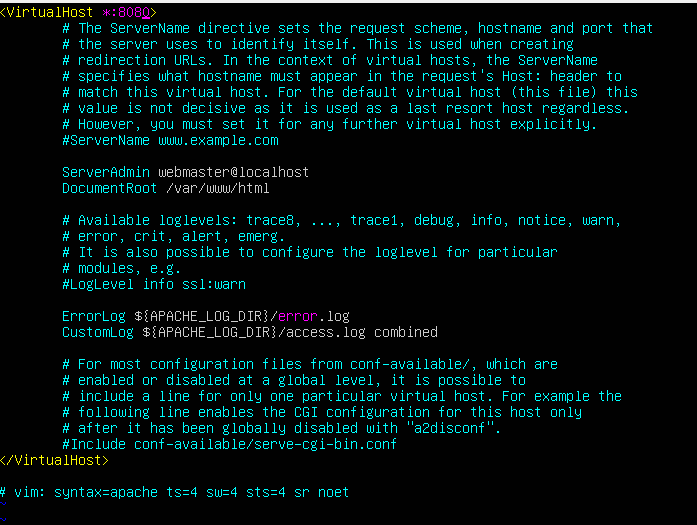 <VirtualHost *:8080>
# The ServerName directive sets the request scheme, hostname and port that
# the server uses to identify itself. This is used when creating
# redirection URLs. In the context of virtual hosts, the ServerName
# specifies what hostname must appear in the request's Host: header to
# match this virtual host. For the default virtual host (this file) this
# value is not decisive as it is used as a last resort host regardless.
# However, you must set it for any further virtual host explicitly.
#ServerName www.example.com
ServerAdmin webmaster@localhost
DocumentRoot /var/www/html
# Available loglevels: trace8, ..., trace1, debug, info, notice, warn,
# error, crit, alert, emerg.
# It is also possible to configure the loglevel for particular
# modules, e.g.
#LogLevel info ssl:warn
ErrorLog ${APACHE_LOG_DIR}/error.log
CustomLog ${APACHE_LOG_DIR}/access.log combined
# For most configuration files from conf-available/, which are
# enabled or disabled at a global level, it is possible to
# include a line for only one particular virtual host. For example the
# following line enables the CGI configuration for this host only
# after it has been globally disabled with "a2disconf".
#Include conf-available/serve-cgi-bin.conf
</VirtualHost>
# vim: syntax=apache ts=4 sw=4 sts=4 sr noet
~
~